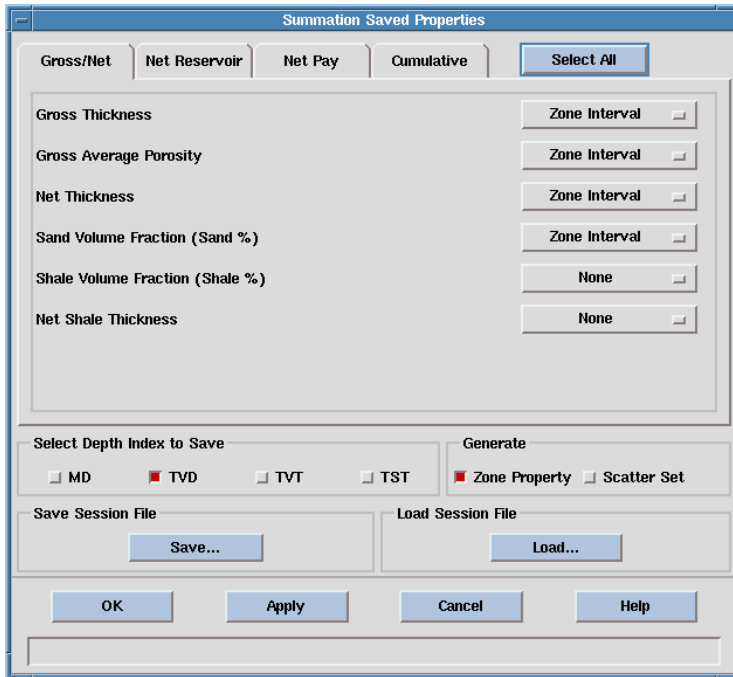 Summation Saved Properties
Gross/Net Net Reservoir Net Pay Cumulative Select All
Gross Thickness Zone Interval
Gross Average Porosity Zone Interval
Net Thickness Zone Interval
Sand Volume Fraction (Sand %) Zone Interval
Shale Volume Fraction (Shale %) None
Net Shale Thickness None
Select Depth Index to Save Generate
MD TVD TVT TST Zone Property Scatter Set
Save Session File Load Session File
Save... Load...
OK Apply Cancel Help